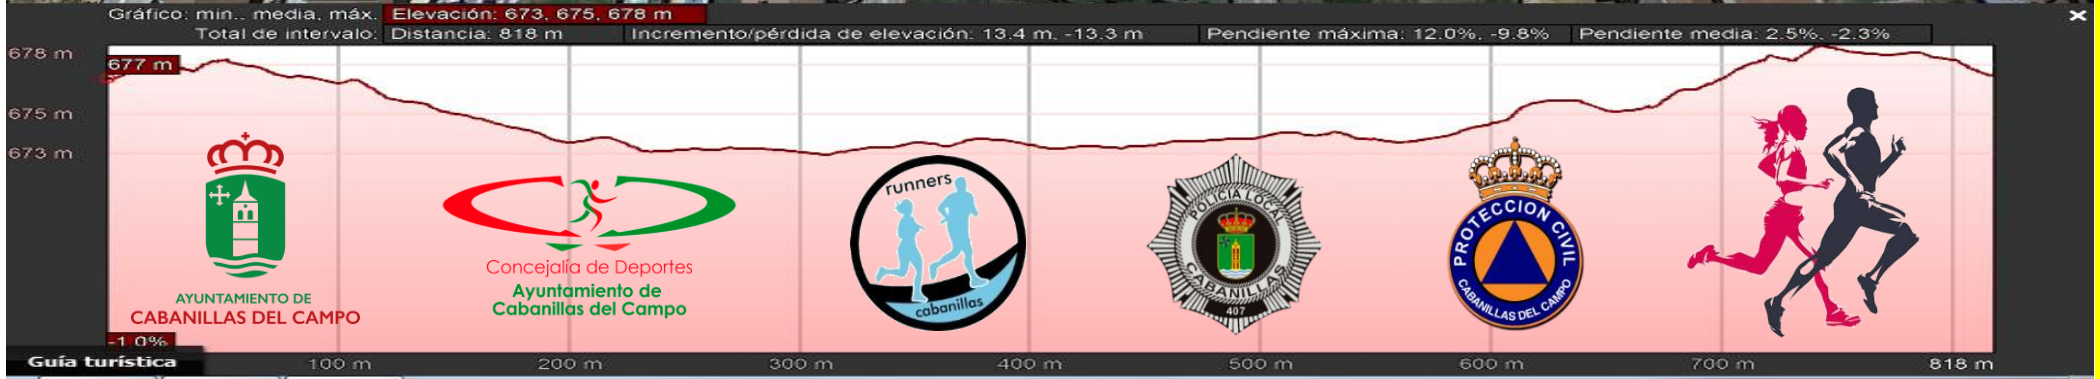 Gráfico: min.. media, máx. Elevación: 673, 675, 678 m
Total de intervalo: Distancia: 818 m Incremento/pérdida de elevación: 13.4 m, -13.3 m Pendiente máxima: 12.0%, -9.8% Pendiente media: 2.5%, -2.3%
678 m
677 m
675 m
673 m
AYUNTAMIENTO DE
CABANILLAS DEL CAMPO
Concejalía de Deportes
Ayuntamiento de
Cabanillas del Campo
runners
cabanillas
POLICIA LOCAL
CABANILLAS
407
PROTECCION CIVIL
CABANILLAS DEL CAMPO
-1.0%
Guía turística
100 m 200 m 300 m 400 m 500 m 600 m 700 m 818 m